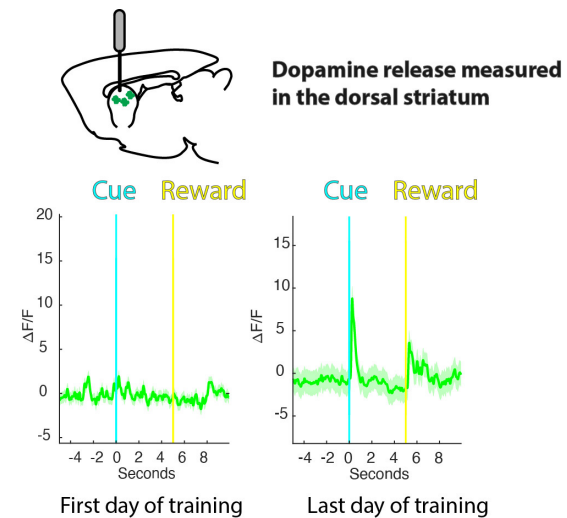 Dopamine release measured
in the dorsal striatum
Cue Reward
20
15
10
5
0
-5
ΔF/F
-4 -2 0 2 4 6 8
Seconds
First day of training
Cue Reward
15
10
5
0
-5
ΔF/F
-4 -2 0 2 4 6 8
Seconds
Last day of training